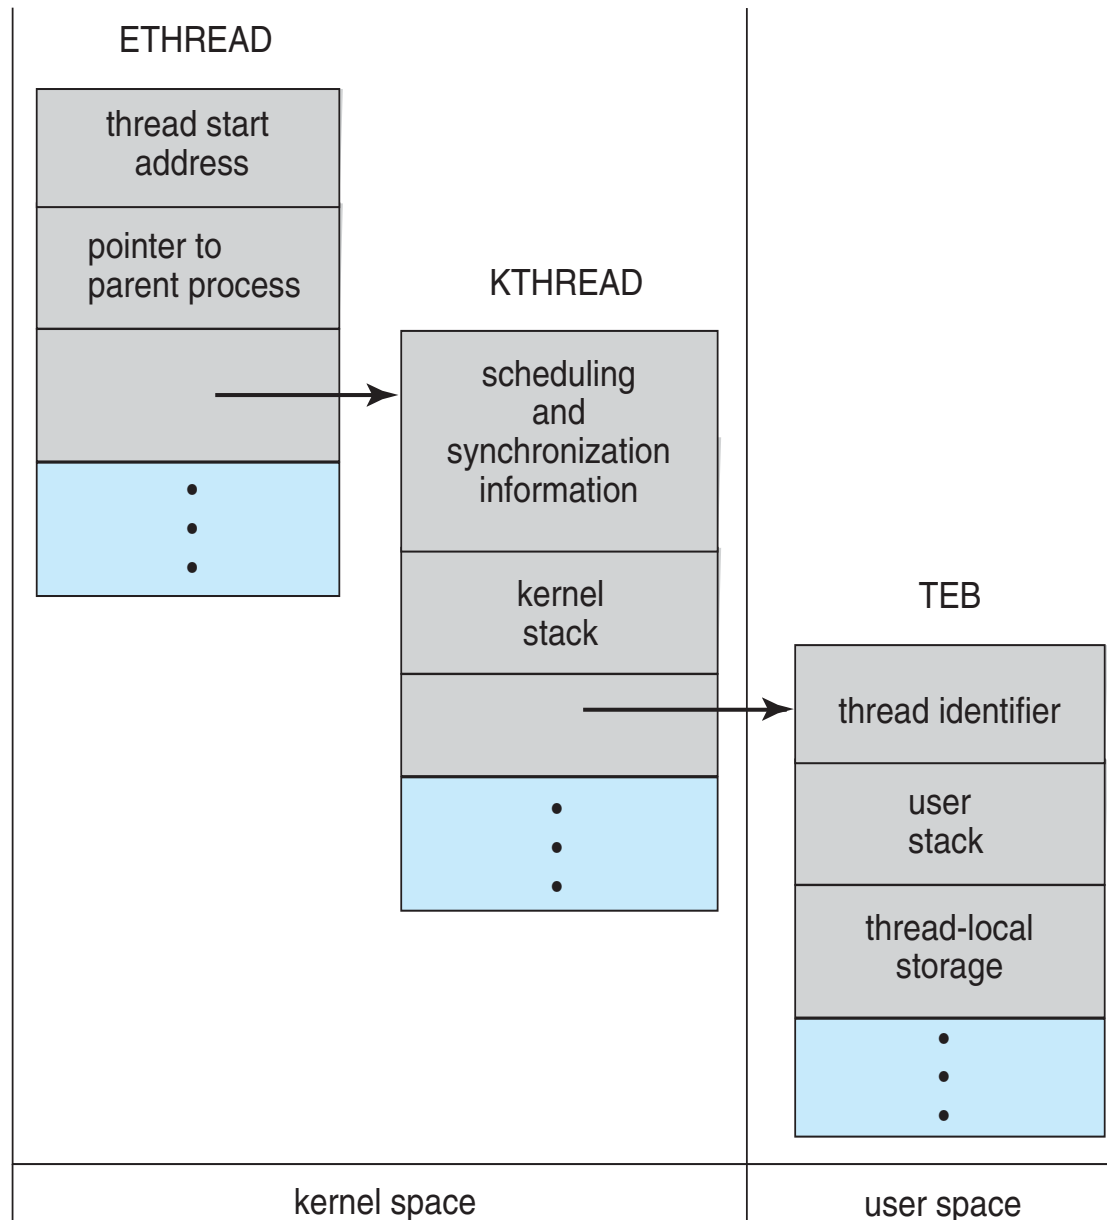 ETHREAD
thread start
address
pointer to
parent process
KTHREAD
scheduling
and
synchronization
information
kernel
stack
TEB
thread identifier
user
stack
thread-local
storage
kernel space
user space